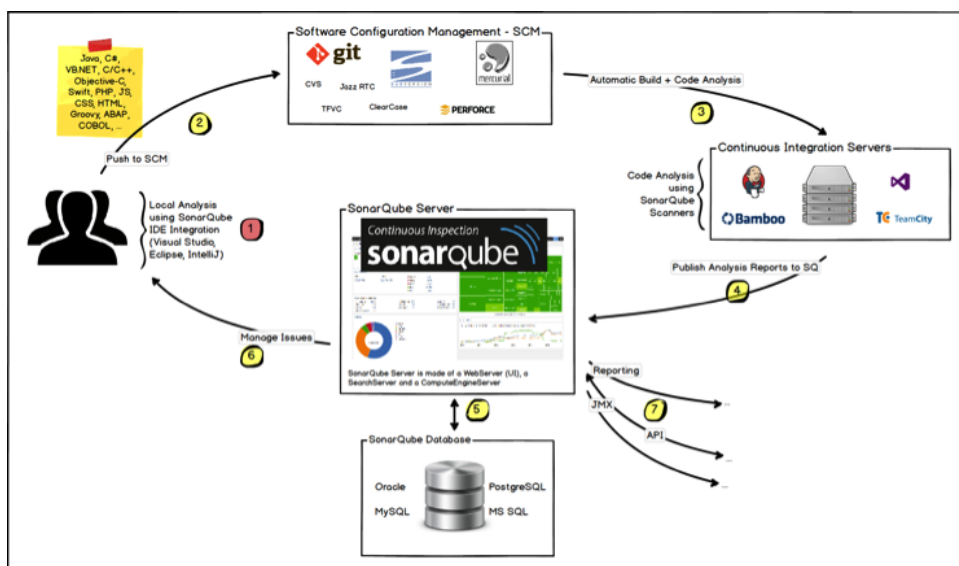 Java, C#,
VB.NET, C/C++,
Objective-C,
Swift, PHP, JS,
CSS, HTML,
Groovy, ABAP,
COBOL, ...
Software Configuration Management - SCM
git
SUBVERSION
mercurial
CVS
Jazz RTC
TFVC
ClearCase
PERFORCE
2
Push to SCM
Automatic Build + Code Analysis
3
Continuous Integration Servers
Bamboo
TC TeamCity
Code Analysis
using
SonarQube
Scanners
Local Analysis
using SonarQube
IDE Integration
(Visual Studio,
Eclipse, IntelliJ)
1
SonarQube Server
Continuous Inspection
sonarqube
SonarQube Server is made of a WebServer (UI), a
SearchServer and a ComputeEngineServer
Publish Analysis Reports to SQ
4
Manage Issues
6
5
Reporting
...
JMX
7
API
...
...
SonarQube Database
Oracle
PostgreSQL
MySQL
MS SQL